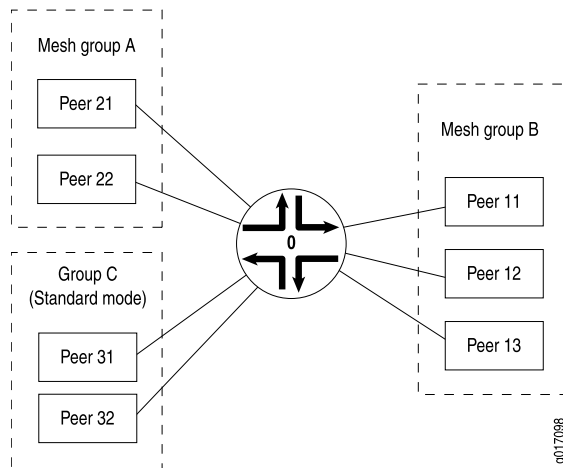 Mesh group A
Peer 21
Peer 22
Group C
(Standard mode)
Peer 31
Peer 32
0
Mesh group B
Peer 11
Peer 12
Peer 13
g017098